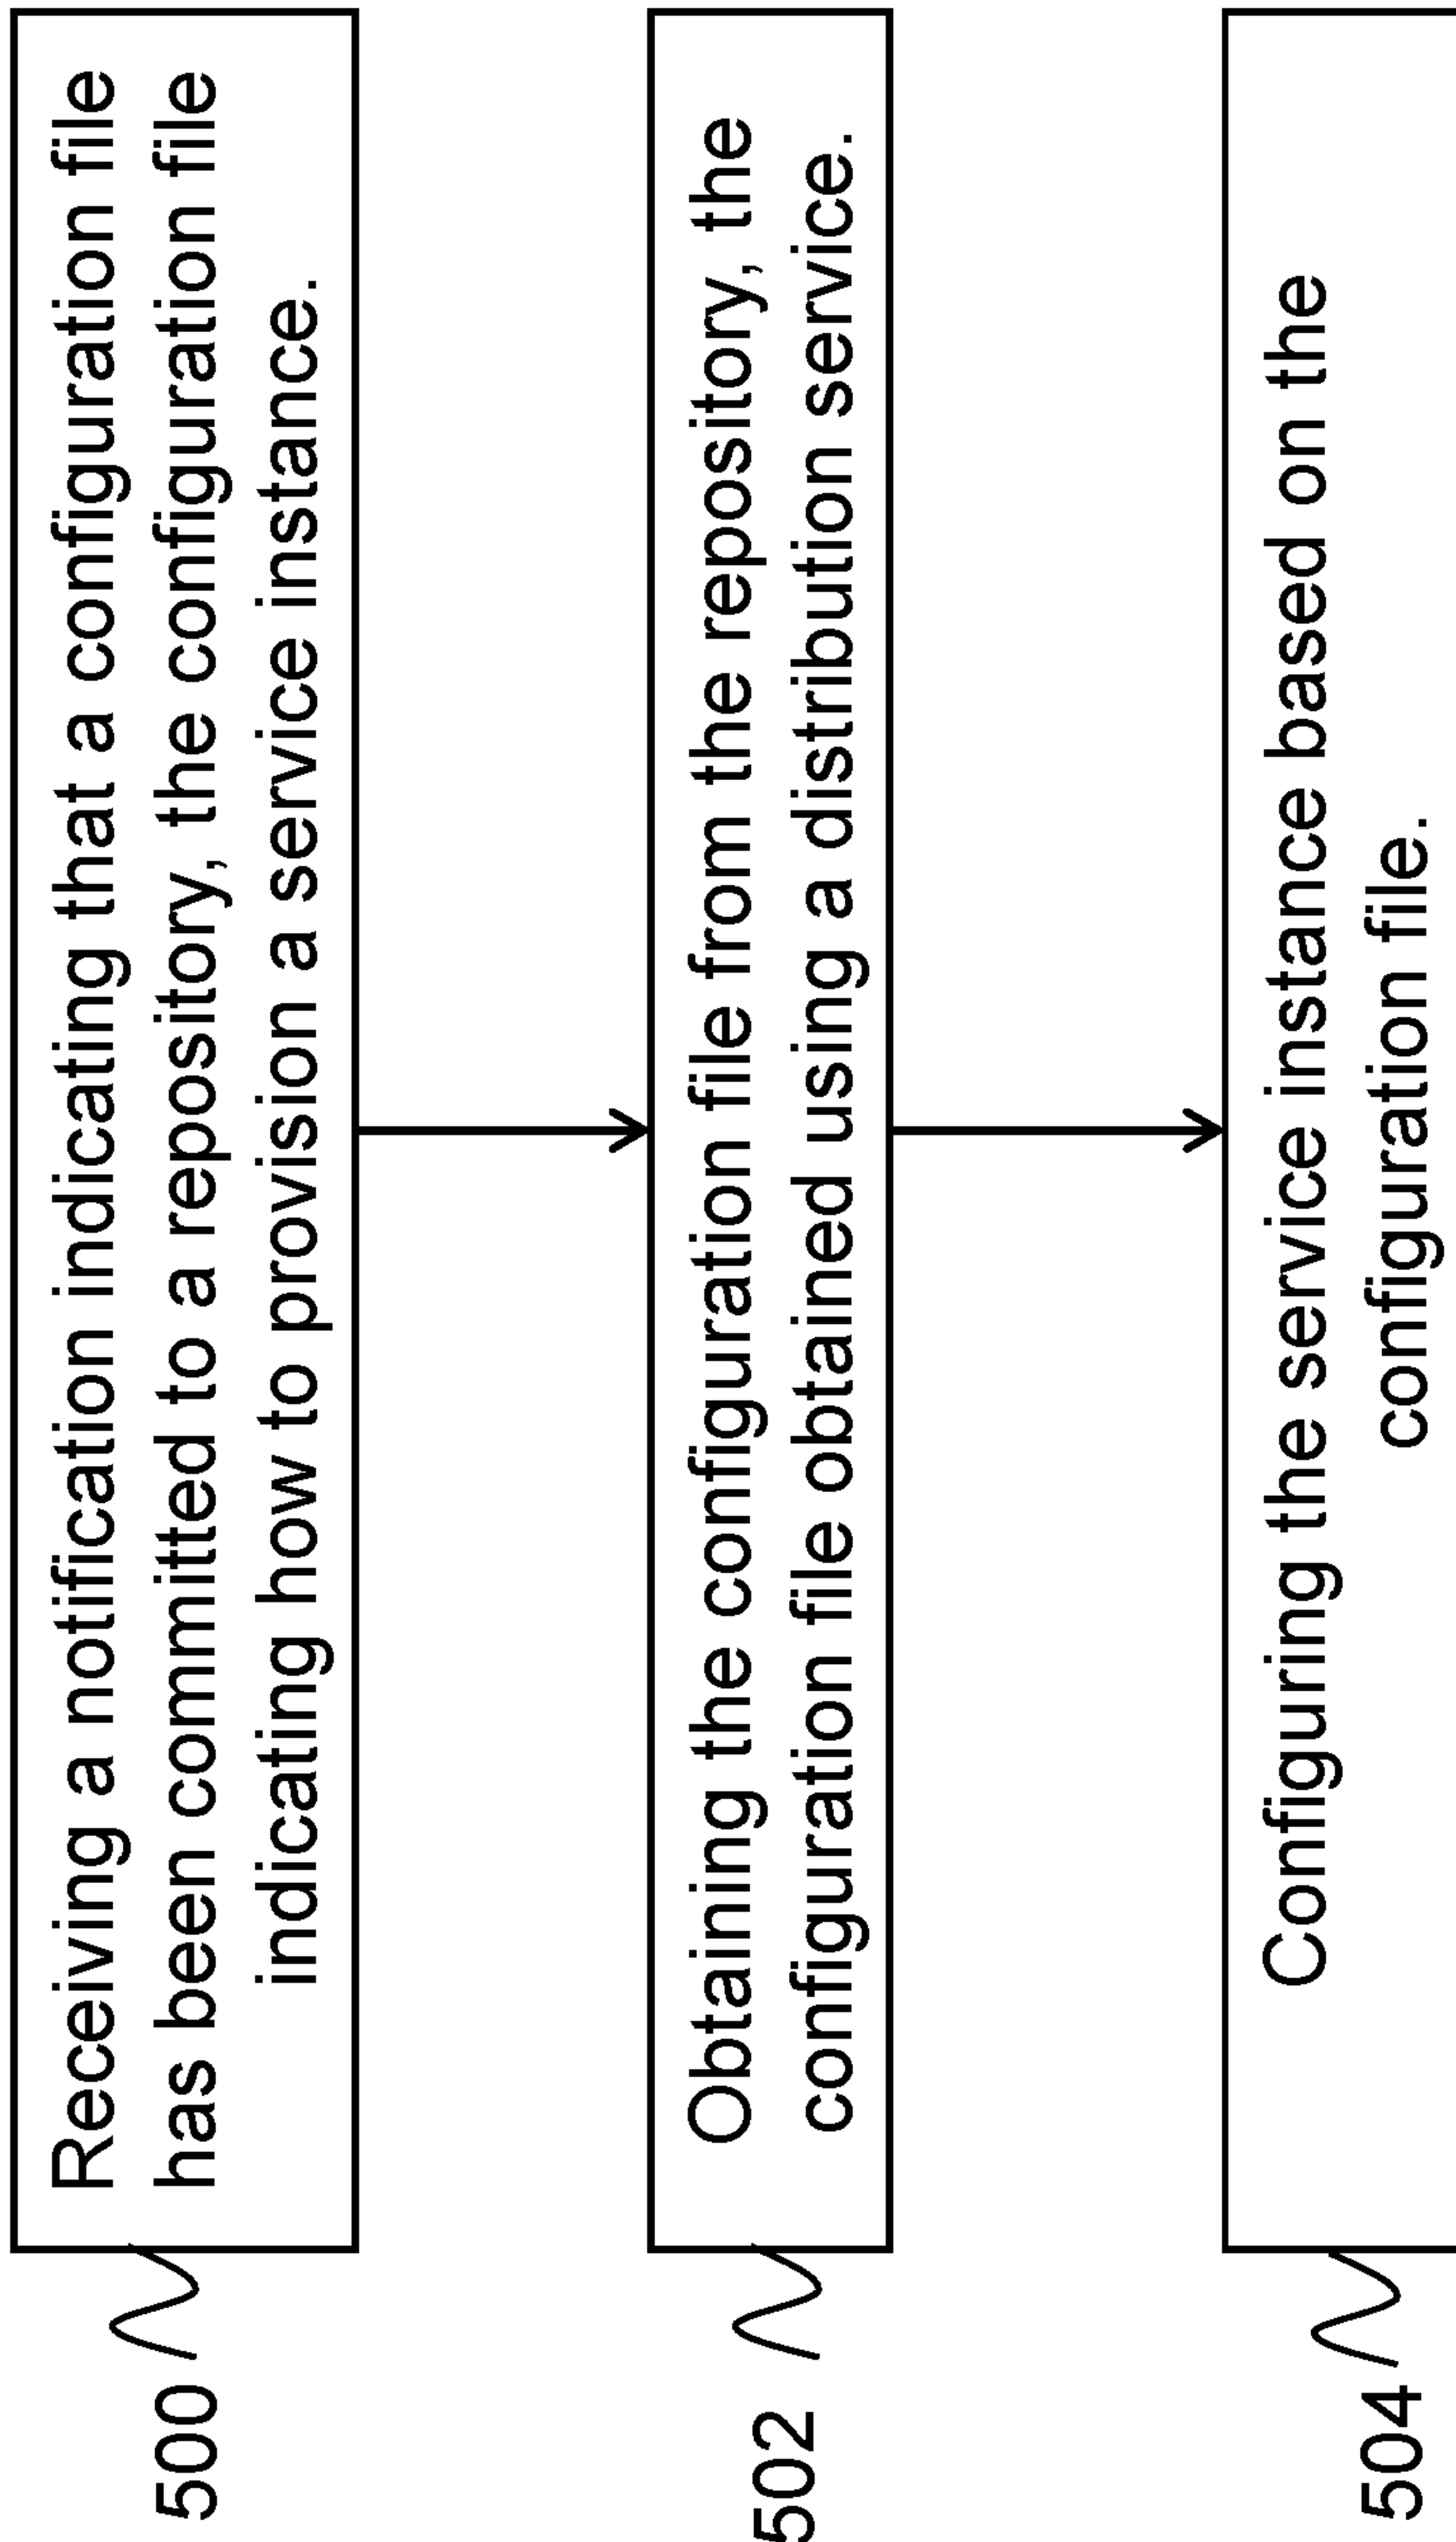 500
Receiving a notification indicating that a configuration file
has been committed to a repository, the configuration file
indicating how to provision a service instance.
502
Obtaining the configuration file from the repository, the
configuration file obtained using a distribution service.
504
Configuring the service instance based on the
configuration file.